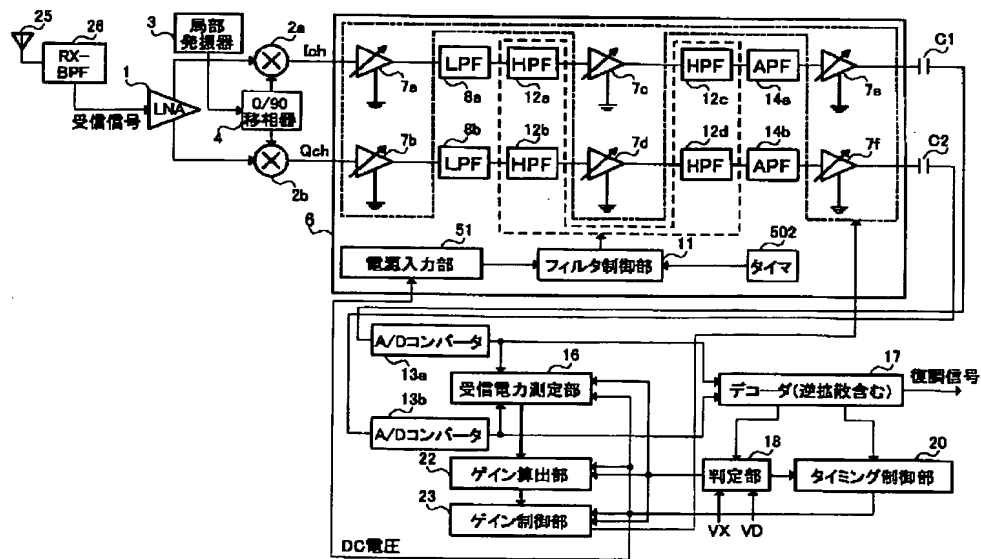 25
26
RX-
BPF
3
局部
発振器
2a
Ich
1
LNA
受信信号
0/90
移相器
4
Qch
2b
6
7a
LPF
8a
HPF
12a
7c
HPF
12c
APF
14a
7e
C1
7b
LPF
8b
HPF
12b
7d
HPF
12d
APF
14b
7f
C2
51
電源入力部
11
フィルタ制御部
502
タイマ
A/Dコンバータ
13a
16
受信電力測定部
17
デコーダ(逆拡散含む)
復調信号
13b
A/Dコンバータ
22
ゲイン算出部
18
判定部
20
タイミング制御部
23
ゲイン制御部
VX
VD
DC電圧